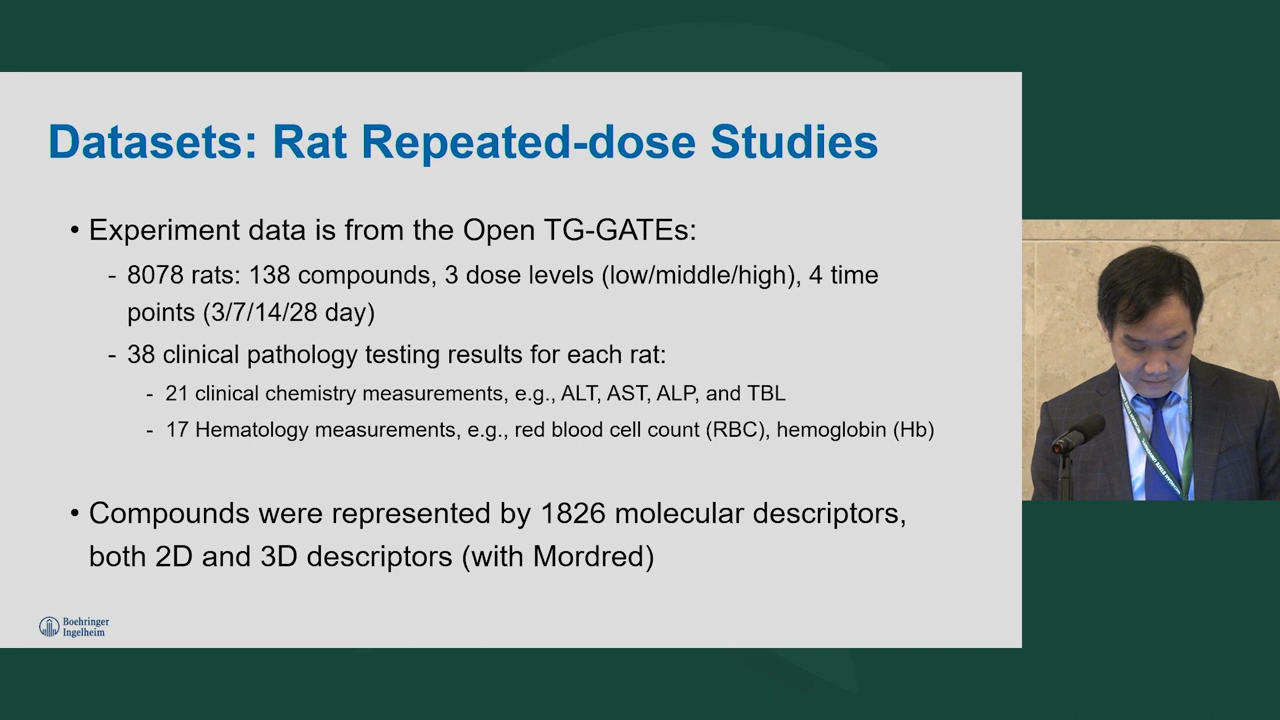 Datasets: Rat Repeated-dose Studies
• Experiment data is from the Open TG-GATEs:
- 8078 rats: 138 compounds, 3 dose levels (low/middle/high), 4 time
points (3/7/14/28 day)
- 38 clinical pathology testing results for each rat:
- 21 clinical chemistry measurements, e.g., ALT, AST, ALP, and TBL
- 17 Hematology measurements, e.g., red blood cell count (RBC), hemoglobin (Hb)
• Compounds were represented by 1826 molecular descriptors,
both 2D and 3D descriptors (with Mordred)
Boehringer
Ingelheim